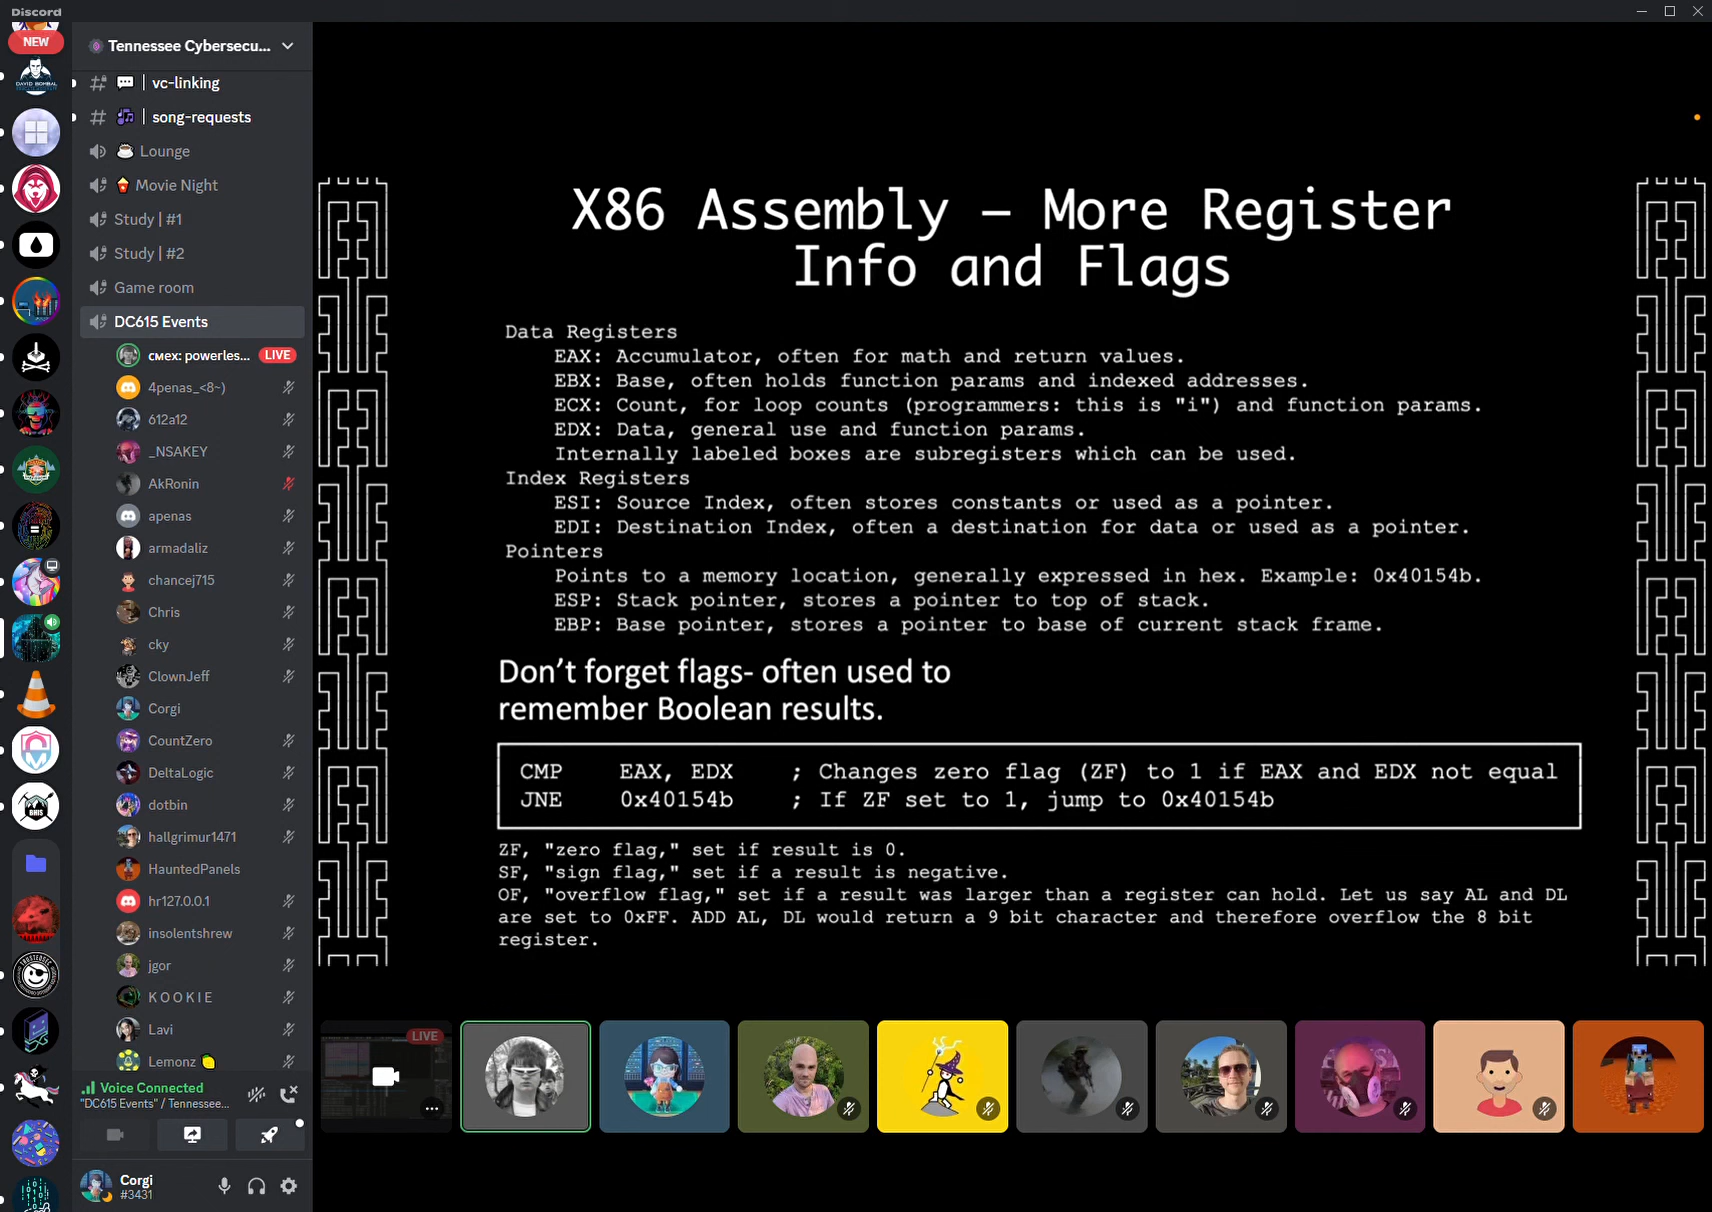 Discord
NEW
Tennessee Cybersecu...
vc-linking
song-requests
Lounge
Movie Night
Study | #1
Study | #2
Game room
DC615 Events
смех: powerles... LIVE
4penas_<8~)
612a12
_NSAKEY
AkRonin
apenas
armadaliz
chancej715
Chris
cky
ClownJeff
Corgi
CountZero
DeltaLogic
dotbin
hallgrimur1471
HauntedPanels
hr127.0.0.1
insolentshrew
jgor
K O O K I E
Lavi
Lemonz
Voice Connected
"DC615 Events" / Tennessee...
Corgi
#3431
X86 Assembly – More Register
Info and Flags
Data Registers
EAX: Accumulator, often for math and return values.
EBX: Base, often holds function params and indexed addresses.
ECX: Count, for loop counts (programmers: this is "i") and function params.
EDX: Data, general use and function params.
Internally labeled boxes are subregisters which can be used.
Index Registers
ESI: Source Index, often stores constants or used as a pointer.
EDI: Destination Index, often a destination for data or used as a pointer.
Pointers
Points to a memory location, generally expressed in hex. Example: 0x40154b.
ESP: Stack pointer, stores a pointer to top of stack.
EBP: Base pointer, stores a pointer to base of current stack frame.
Don't forget flags- often used to
remember Boolean results.
CMP EAX, EDX ; Changes zero flag (ZF) to 1 if EAX and EDX not equal
JNE 0x40154b ; If ZF set to 1, jump to 0x40154b
ZF, "zero flag," set if result is 0.
SF, "sign flag," set if a result is negative.
OF, "overflow flag," set if a result was larger than a register can hold. Let us say AL and DL
are set to 0xFF. ADD AL, DL would return a 9 bit character and therefore overflow the 8 bit
register.
LIVE
DAVID BOMBAL
BHIS